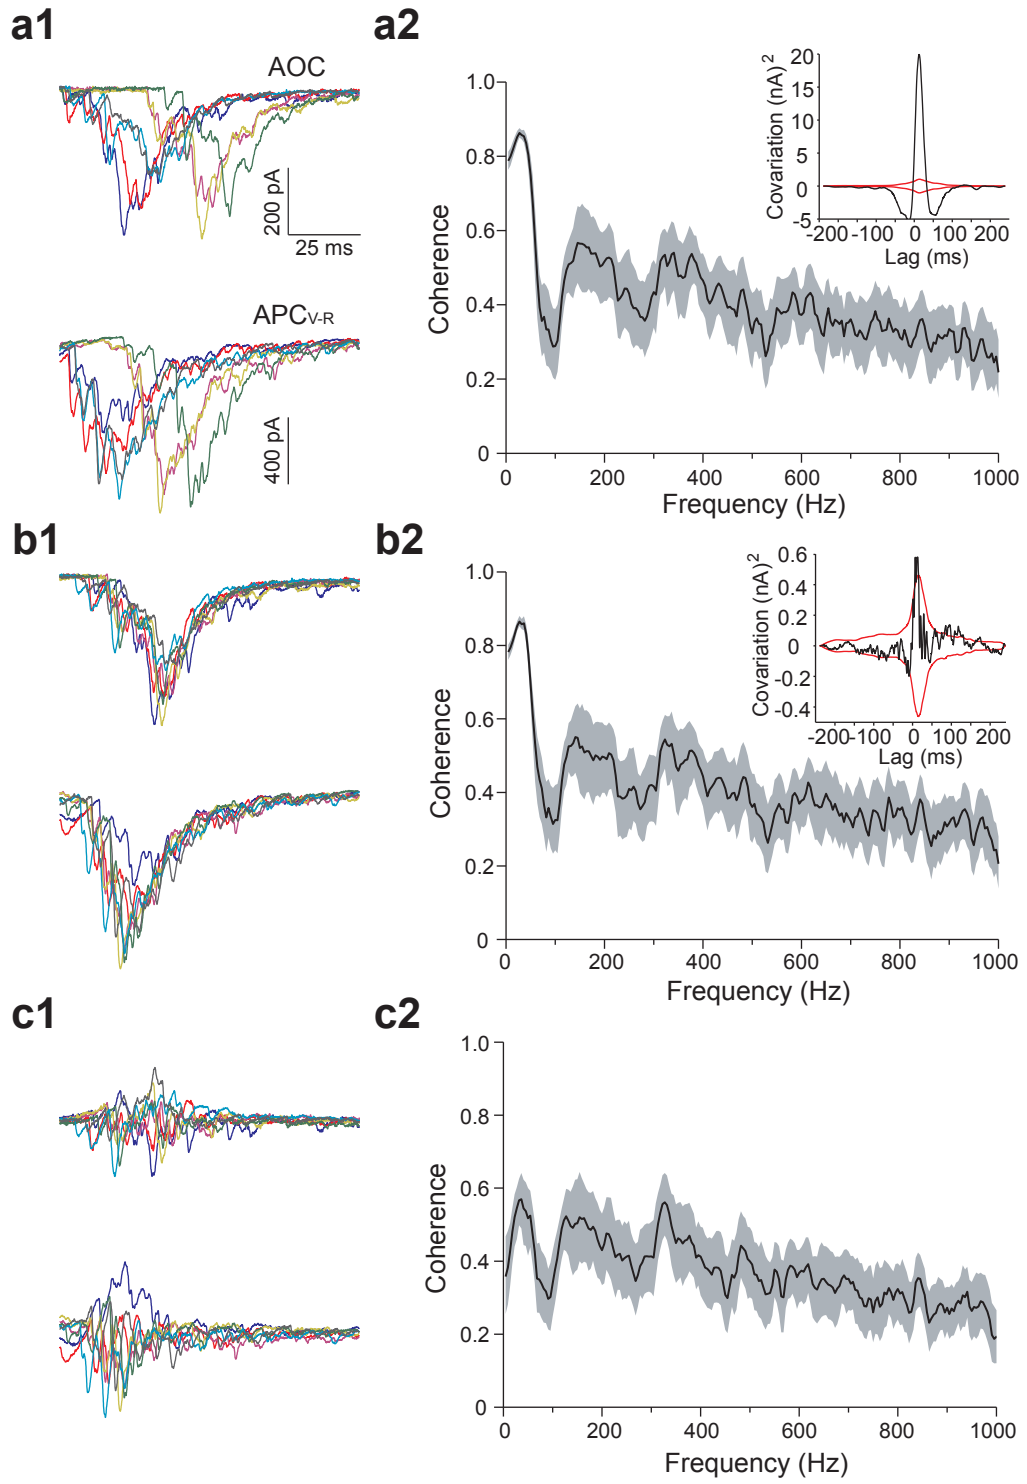 a1
AOC
200 pA
25 ms
APCV-R
400 pA
a2
Coherence
1.0
0.8
0.6
0.4
0.2
0
0 200 400 600 800 1000
Frequency (Hz)
Covariation (nA)2
20
15
10
5
0
-5
-200 -100 0 100 200
Lag (ms)
b1
b2
Coherence
1.0
0.8
0.6
0.4
0.2
0
0 200 400 600 800 1000
Frequency (Hz)
Covariation (nA)2
0.6
0.4
0.2
0
-0.2
-0.4
-200 -100 0 100 200
Lag (ms)
c1
c2
Coherence
1.0
0.8
0.6
0.4
0.2
0
0 200 400 600 800 1000
Frequency (Hz)